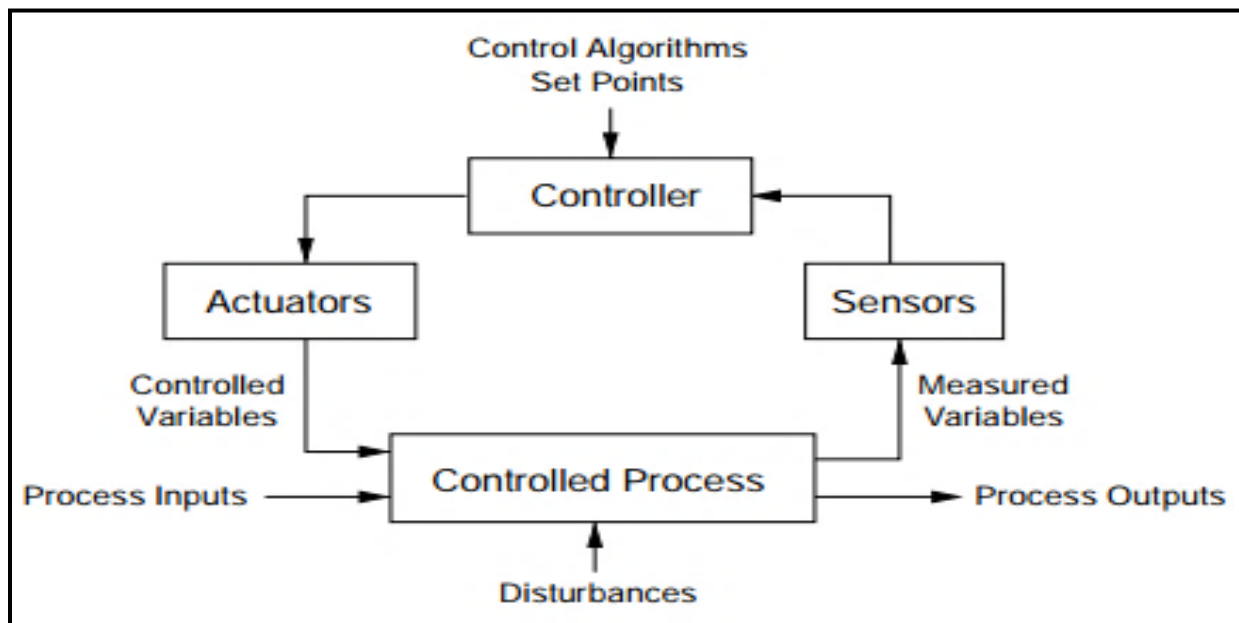 Control Algorithms
Set Points
Controller
Actuators
Sensors
Controlled
Variables
Measured
Variables
Controlled Process
Process Inputs
Process Outputs
Disturbances